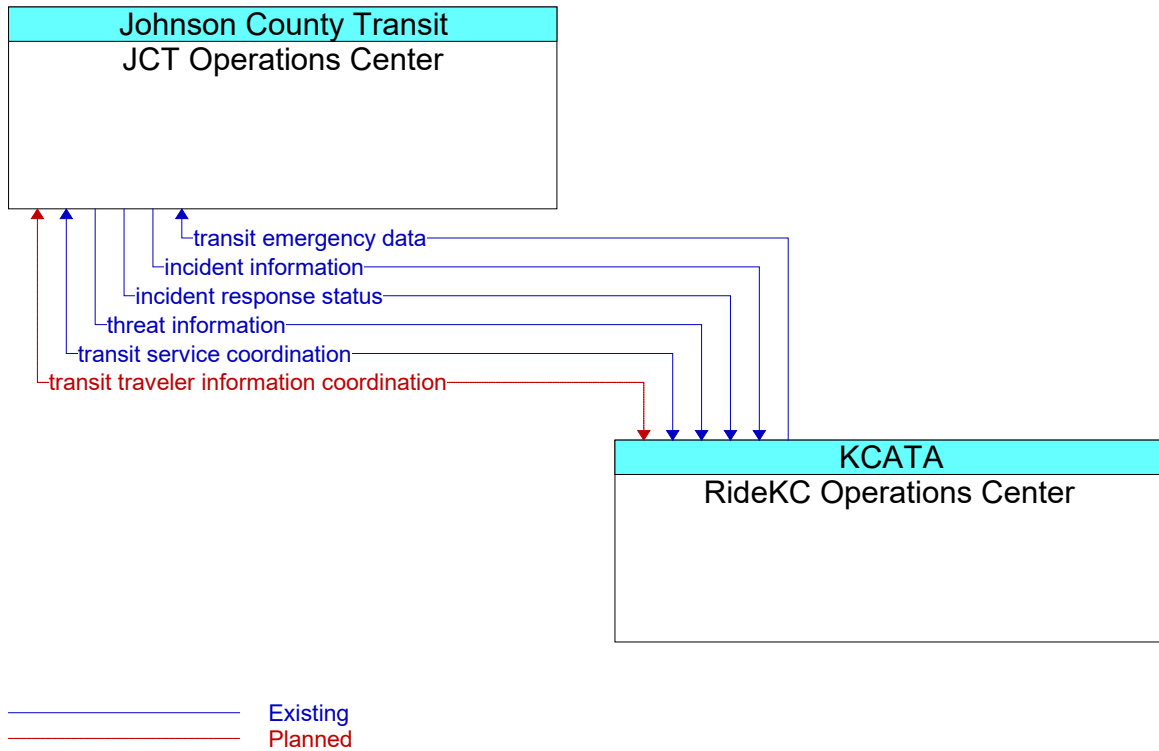 Johnson County Transit
JCT Operations Center
transit emergency data
incident information
incident response status
threat information
transit service coordination
transit traveler information coordination
KCATA
RideKC Operations Center
Existing
Planned